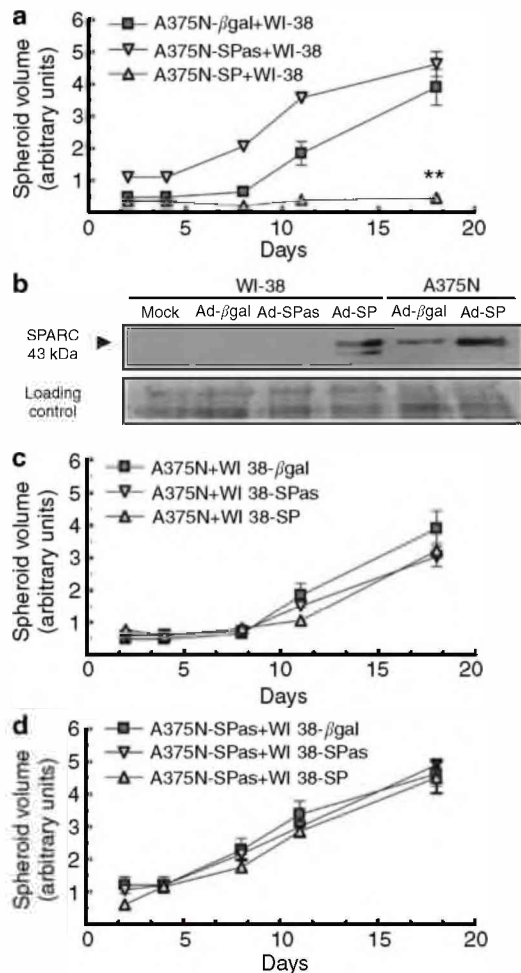 a
A375N-βgal+WI-38
A375N-SPas+WI-38
A375N-SP+WI-38
Spheroid volume
(arbitrary units)
6
5
4
3
2
1
**
0 5 10 15 20
Days
b
WI-38 A375N
Mock Ad-βgal Ad-SPas Ad-SP Ad-βgal Ad-SP
SPARC
43 kDa
Loading
control
c
A375N+WI 38-βgal
A375N+WI 38-SPas
A375N+WI 38-SP
Spheroid volume
(arbitrary units)
6
5
4
3
2
1
0 5 10 15 20
Days
d
A375N-SPas+WI 38-βgal
A375N-SPas+WI 38-SPas
A375N-SPas+WI 38-SP
Spheroid volume
(arbitrary units)
6
5
4
3
2
1
0 5 10 15 20
Days